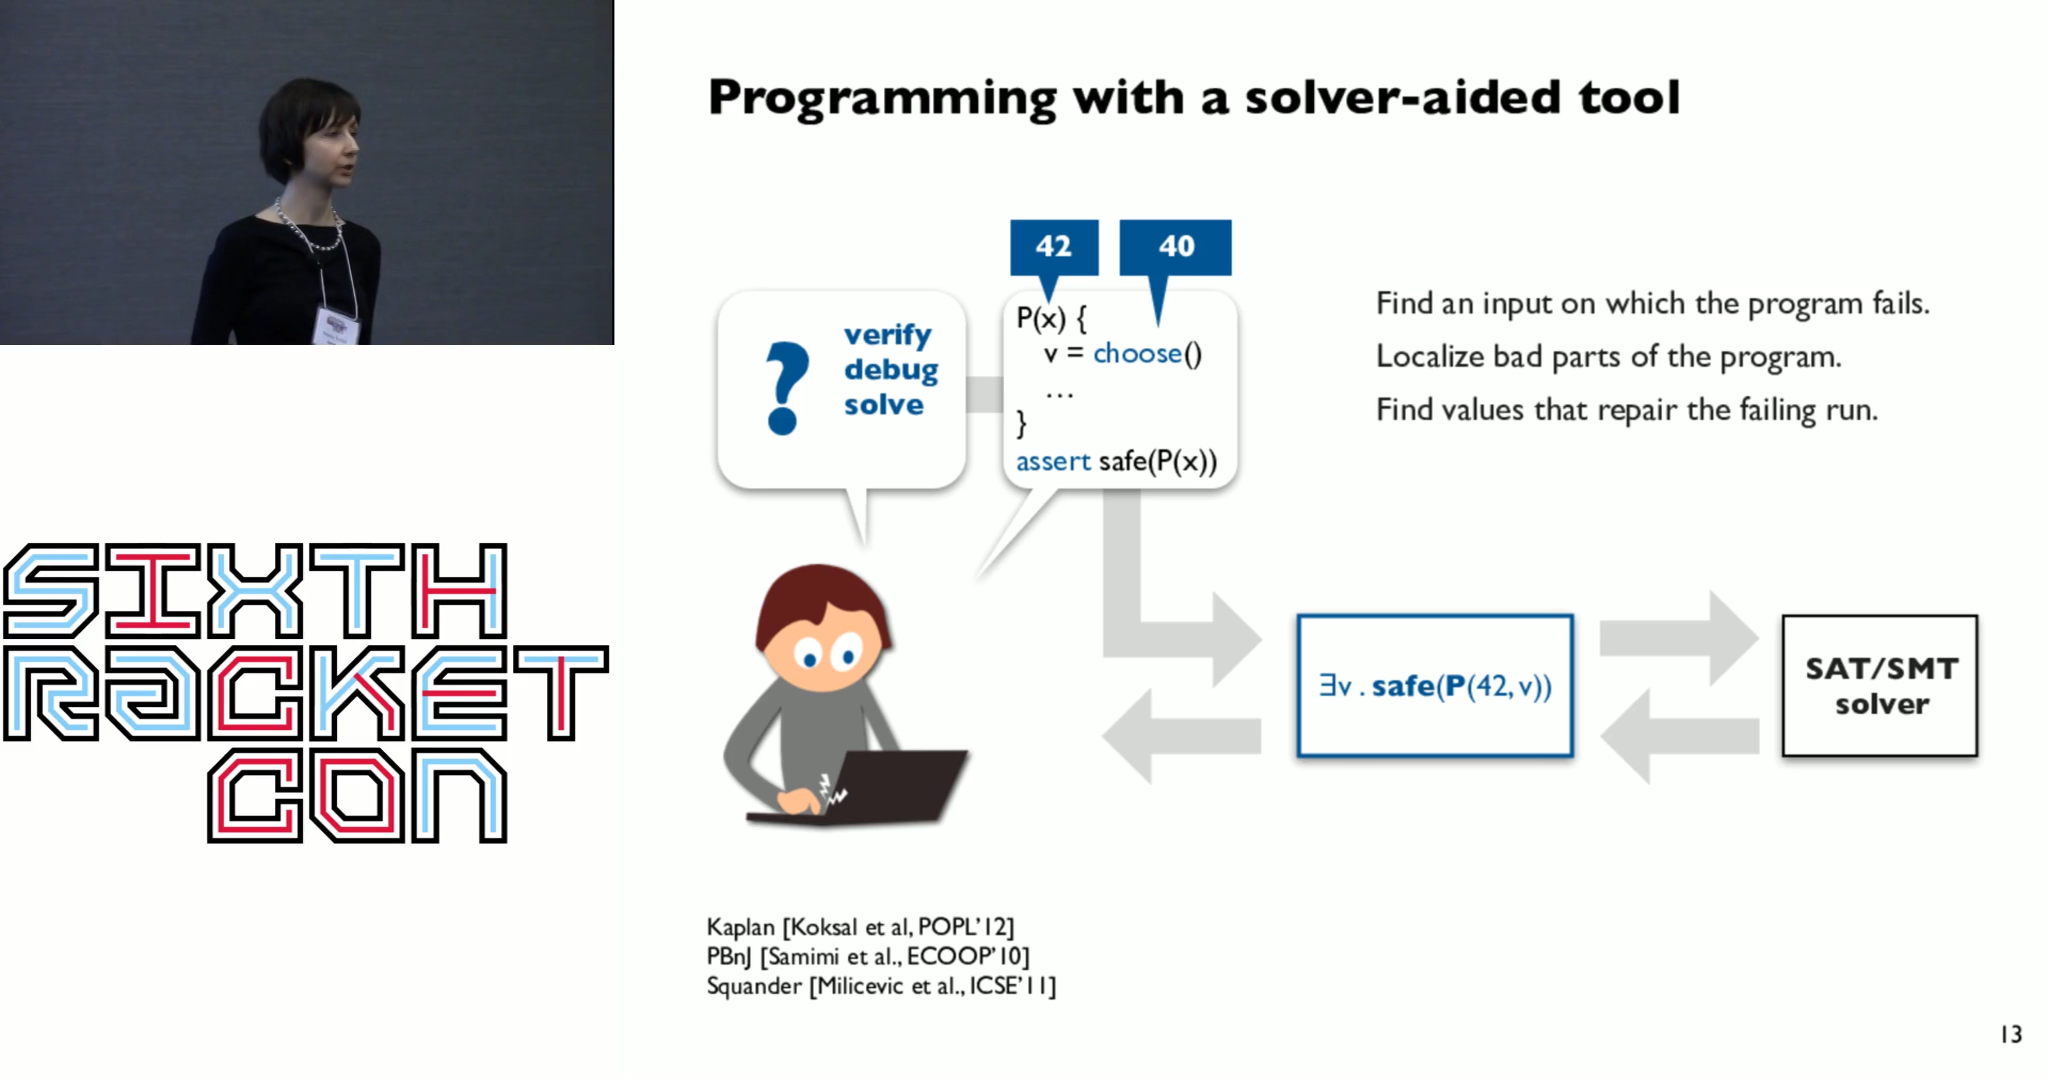 Programming with a solver-aided tool
42
40
verify
debug
solve
?
P(x) {
v = choose()
...
}
assert safe(P(x))
Find an input on which the program fails.
Localize bad parts of the program.
Find values that repair the failing run.
SIXTH
RACKET
CON
∃v . safe(P(42, v))
SAT/SMT
solver
Kaplan [Koksal et al, POPL'12]
PBnJ [Samimi et al., ECOOP'10]
Squander [Milicevic et al., ICSE'11]
13